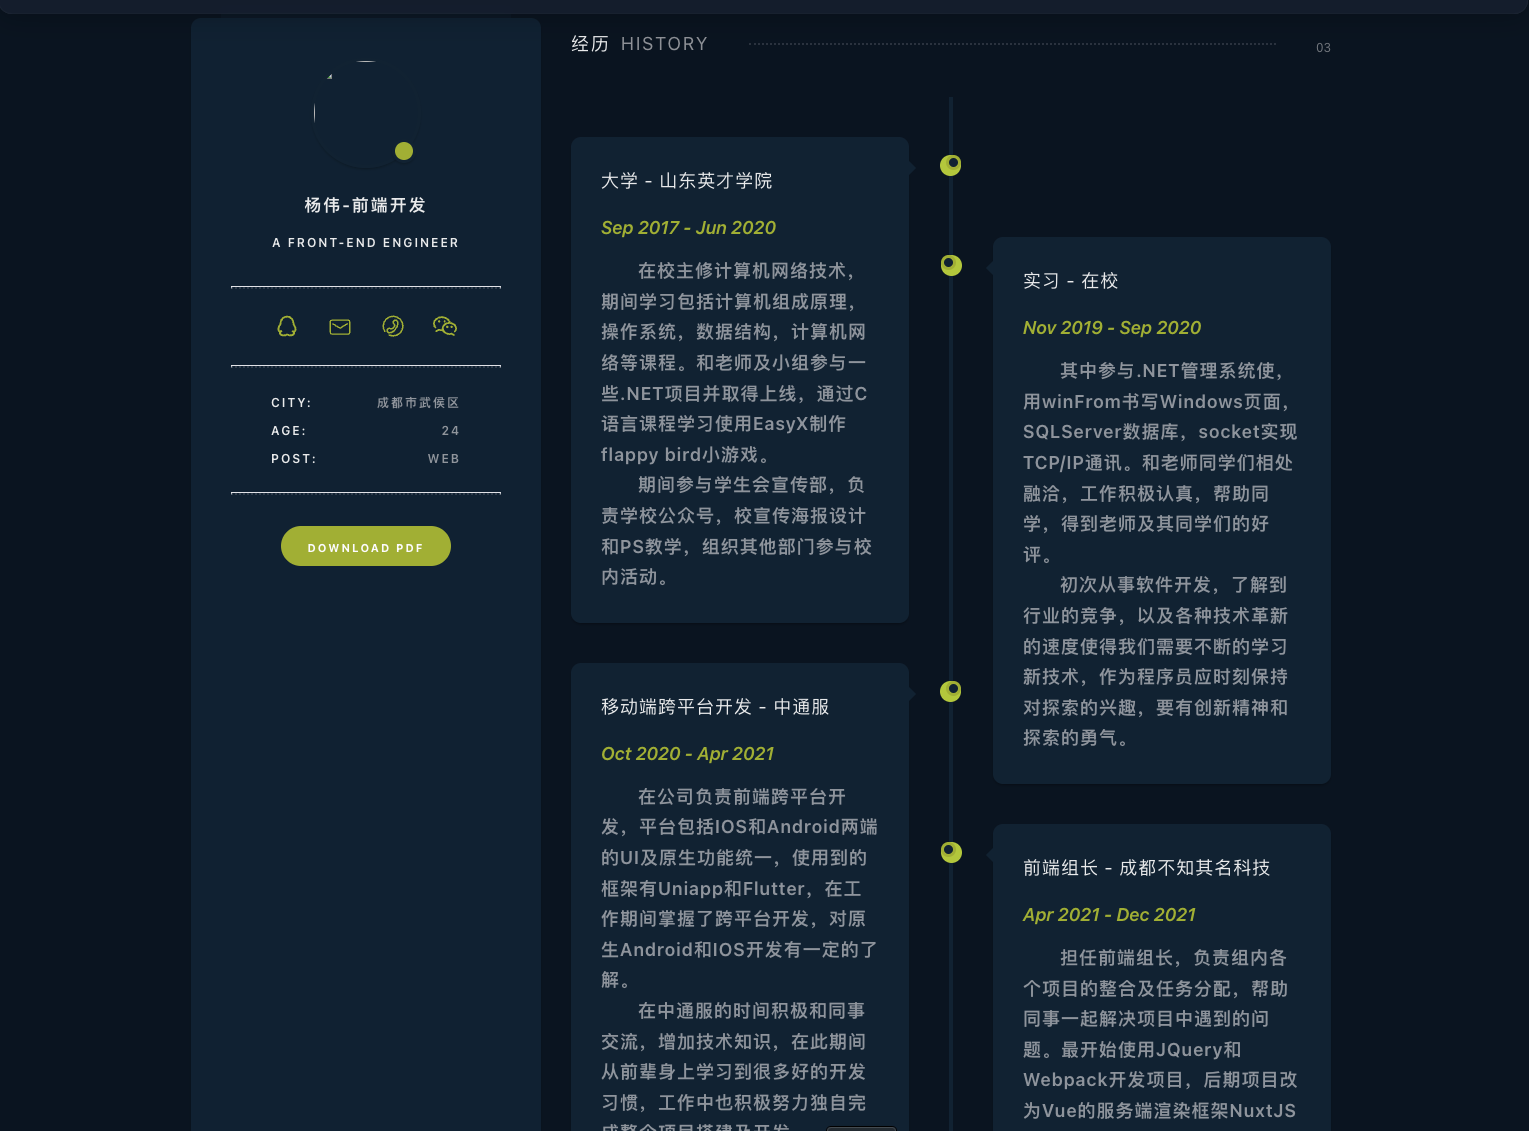 杨伟-前端开发
A FRONT-END ENGINEER
CITY: 成都市武侯区
AGE: 24
POST: WEB
DOWNLOAD PDF
经历 HISTORY 03
大学 - 山东英才学院
Sep 2017 - Jun 2020
在校主修计算机网络技术，
期间学习包括计算机组成原理，
操作系统，数据结构，计算机网
络等课程。和老师及小组参与一
些.NET项目并取得上线，通过C
语言课程学习使用EasyX制作
flappy bird小游戏。
期间参与学生会宣传部，负
责学校公众号，校宣传海报设计
和PS教学，组织其他部门参与校
内活动。
实习 - 在校
Nov 2019 - Sep 2020
其中参与.NET管理系统使，
用winFrom书写Windows页面，
SQLServer数据库，socket实现
TCP/IP通讯。和老师同学们相处
融洽，工作积极认真，帮助同
学，得到老师及其同学们的好
评。
初次从事软件开发，了解到
行业的竞争，以及各种技术革新
的速度使得我们需要不断的学习
新技术，作为程序员应时刻保持
对探索的兴趣，要有创新精神和
探索的勇气。
移动端跨平台开发 - 中通服
Oct 2020 - Apr 2021
在公司负责前端跨平台开
发，平台包括IOS和Android两端
的UI及原生功能统一，使用到的
框架有Uniapp和Flutter，在工
作期间掌握了跨平台开发，对原
生Android和IOS开发有一定的了
解。
在中通服的时间积极和同事
交流，增加技术知识，在此期间
从前辈身上学习到很多好的开发
习惯，工作中也积极努力独自完
成整个项目搭建及开发
前端组长 - 成都不知其名科技
Apr 2021 - Dec 2021
担任前端组长，负责组内各
个项目的整合及任务分配，帮助
同事一起解决项目中遇到的问
题。最开始使用JQuery和
Webpack开发项目，后期项目改
为Vue的服务端渲染框架NuxtJS